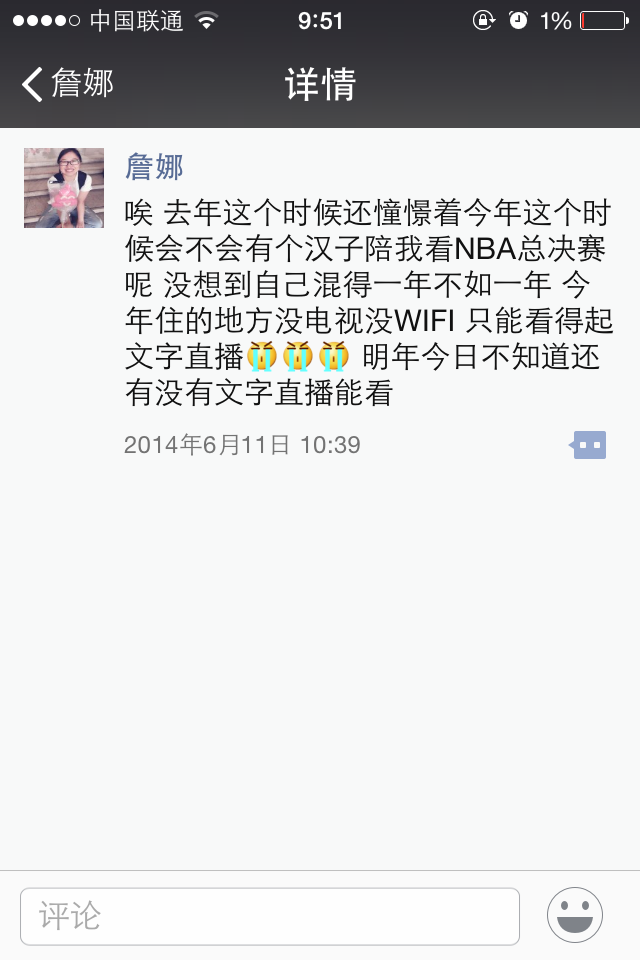 中国联通 9:51 1%
詹娜 详情
詹娜
唉 去年这个时候还憧憬着今年这个时
候会不会有个汉子陪我看NBA总决赛
呢 没想到自己混得一年不如一年 今
年住的地方没电视没WIFI 只能看得起
文字直播😭😭😭 明年今日不知道还
有没有文字直播能看
2014年6月11日 10:39
评论